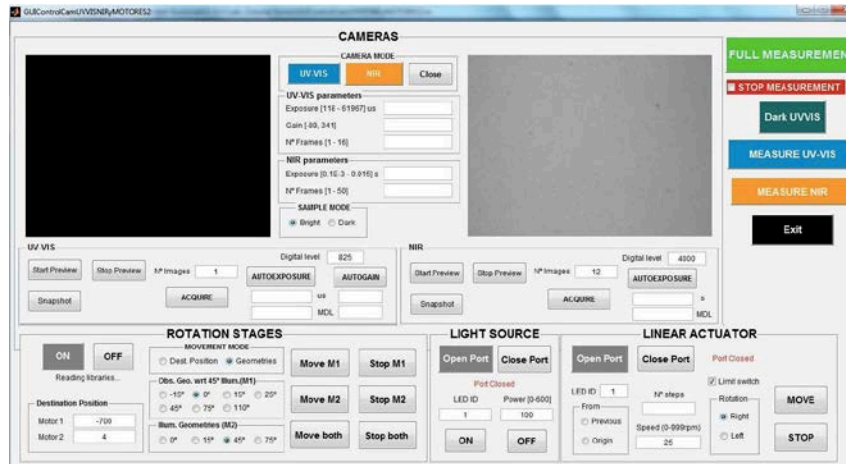 GUIControlCamUVVISNIRyMOTORES2
CAMERAS
CAMERA MODE
UV-VIS NIR Close
UV-VIS parameters
Exposure [118 - 61967] us
Gain [-89, 341]
Nº Frames [1 - 16]
NIR parameters
Exposure [0.1E-3 - 0.016] s
Nº Frames [1 - 50]
SAMPLE MODE
Bright Dark
FULL MEASUREMEN
STOP MEASUREMENT
Dark UVVIS
MEASURE UV-VIS
MEASURE NIR
Exit
UV VIS
Digital level 825
Start Preview Stop Preview Nº Images 1 AUTOEXPOSURE AUTOGAIN
Snapshot ACQUIRE us
MDL
NIR
Digital level 4000
Start Preview Stop Preview Nº Images 12 AUTOEXPOSURE
Snapshot ACQUIRE s
MDL
ROTATION STAGES
ON OFF
Reading libraries...
Destination Position
Motor 1 -700
Motor 2 4
MOVEMENT MODE
Dest. Position Geometries
Obs. Geo. wrt 45º Illum.(M1)
-15º 0º 15º 25º
45º 75º 110º
Illum. Geometries (M2)
0º 15º 45º 75º
Move M1 Stop M1
Move M2 Stop M2
Move both Stop both
LIGHT SOURCE
Open Port Close Port
Port Closed
LED ID Power [0-600]
1 100
ON OFF
LINEAR ACTUATOR
Open Port Close Port Port Closed
LED ID 1
From
Previous
Origin
Nº steps
Speed (0-999rpm)
25
Limit switch
Rotation
Right
Left
MOVE
STOP